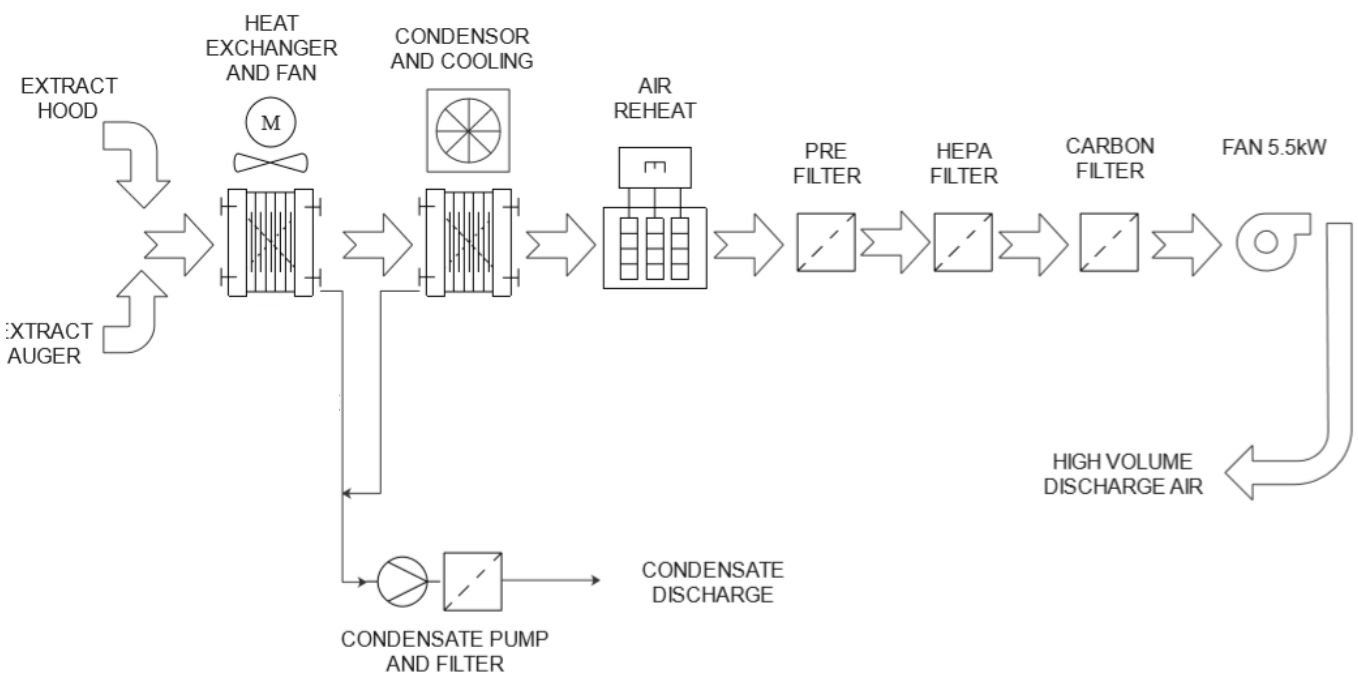 HEAT
EXCHANGER
AND FAN
CONDENSOR
AND COOLING
EXTRACT
HOOD
M
AIR
REHEAT
PRE
FILTER
HEPA
FILTER
CARBON
FILTER
FAN 5.5kW
EXTRACT
AUGER
HIGH VOLUME
DISCHARGE AIR
CONDENSATE
DISCHARGE
CONDENSATE PUMP
AND FILTER